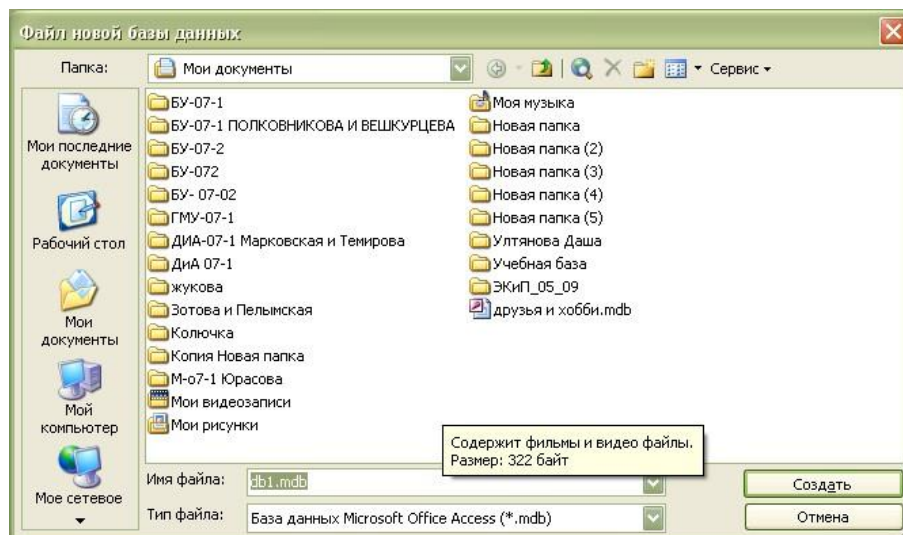 Файл новой базы данных
Папка:
Мои документы
Сервис
Мои последние
документы
Рабочий стол
Мои
документы
Мой
компьютер
Мое сетевое
БУ-07-1
БУ-07-1 ПОЛКОВНИКОВА И ВЕШКУРЦЕВА
БУ-07-2
БУ-072
БУ- 07-02
ГМУ-07-1
ДИА-07-1 Марковская и Темирова
ДиА 07-1
жукова
Зотова и Пелымская
Колючка
Копия Новая папка
М-о7-1 Юрасова
Мои видеозаписи
Мои рисунки
Моя музыка
Новая папка
Новая папка (2)
Новая папка (3)
Новая папка (4)
Новая папка (5)
Ултянова Даша
Учебная база
ЭКиП_05_09
друзья и хобби.mdb
Содержит фильмы и видео файлы.
Размер: 322 байт
Имя файла:
db1.mdb
Создать
Тип файла:
База данных Microsoft Office Access (*.mdb)
Отмена